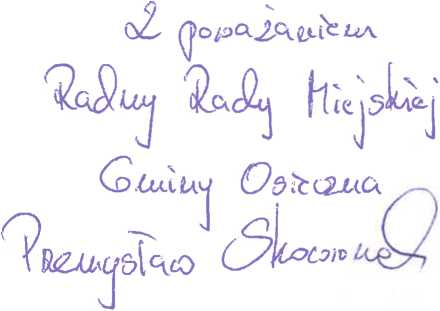 Z poważaniem
Radny Rady Miejskiej
Gminy Osieczna
Przemysław